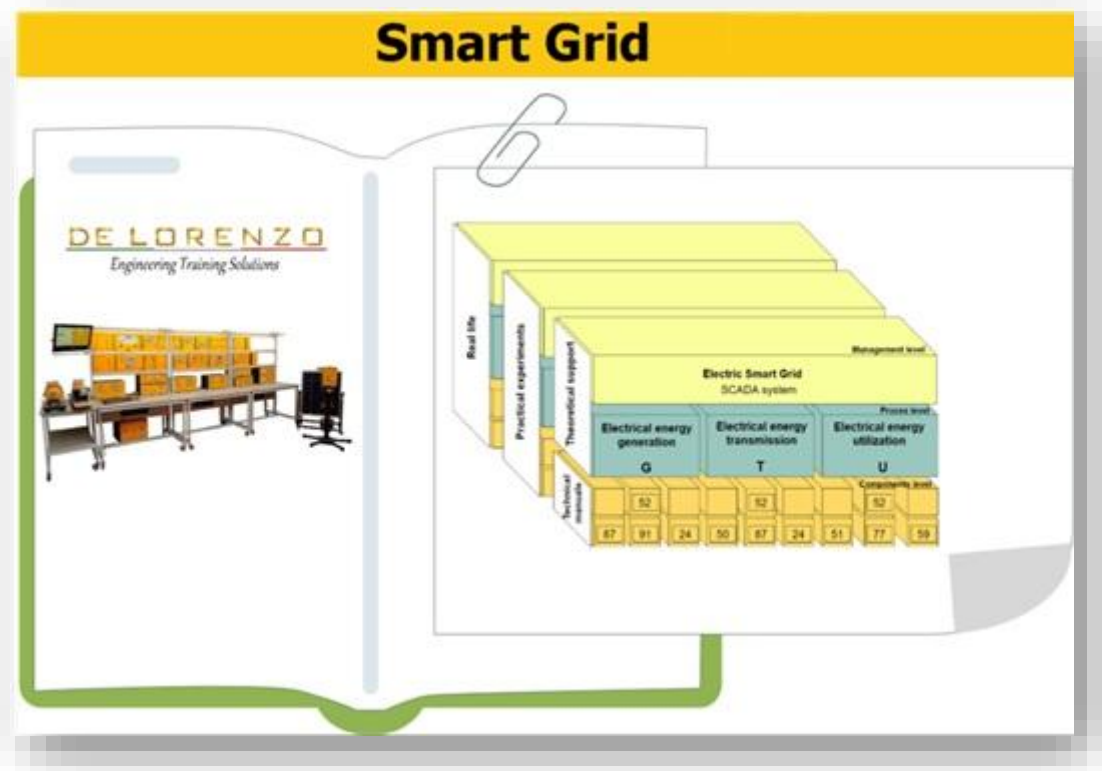 Smart Grid
DE LORENZO
Engineering Training Solutions
Real life
Practical experiments
Theoretical support
Technical
manuals
Management level
Electric Smart Grid
SCADA system
Proces level
Electrical energy
generation
G
Electrical energy
transmission
T
Electrical energy
utilization
U
Components level
52 52 52
87 91 24 50 87 24 51 77 59